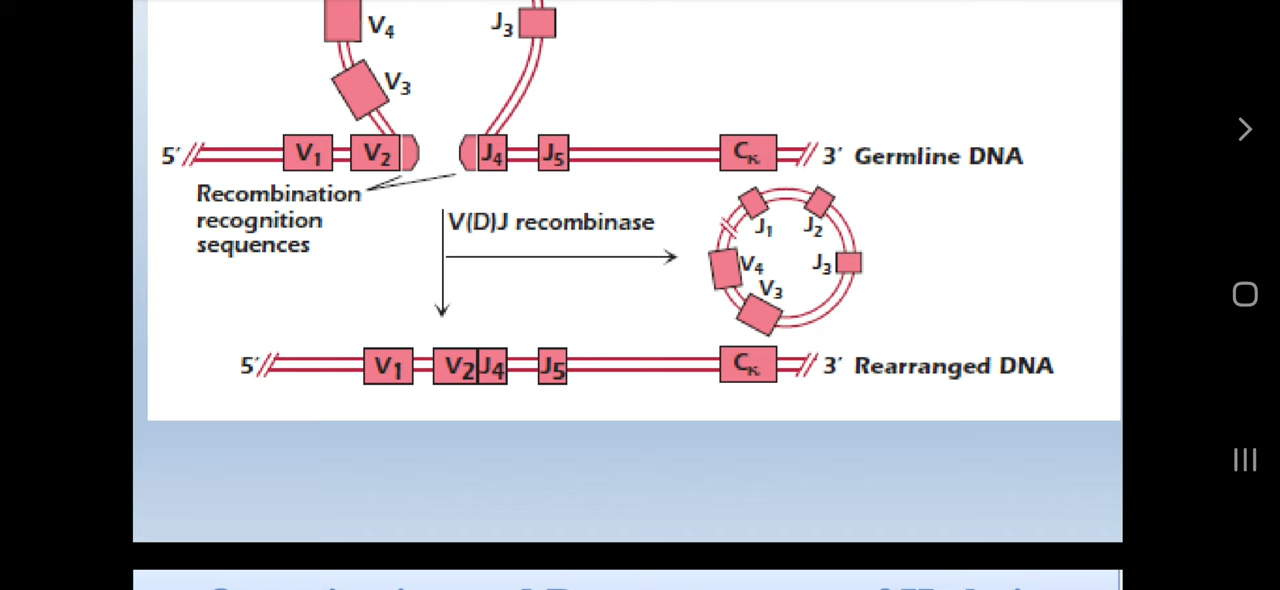 V4
J3
V3
5′ V1 V2 J4 J5 Cκ 3′ Germline DNA
Recombination
recognition
sequences
V(D)J recombinase
J1 J2
V4 J3
V3
5′ V1 V2 J4 J5 Cκ 3′ Rearranged DNA